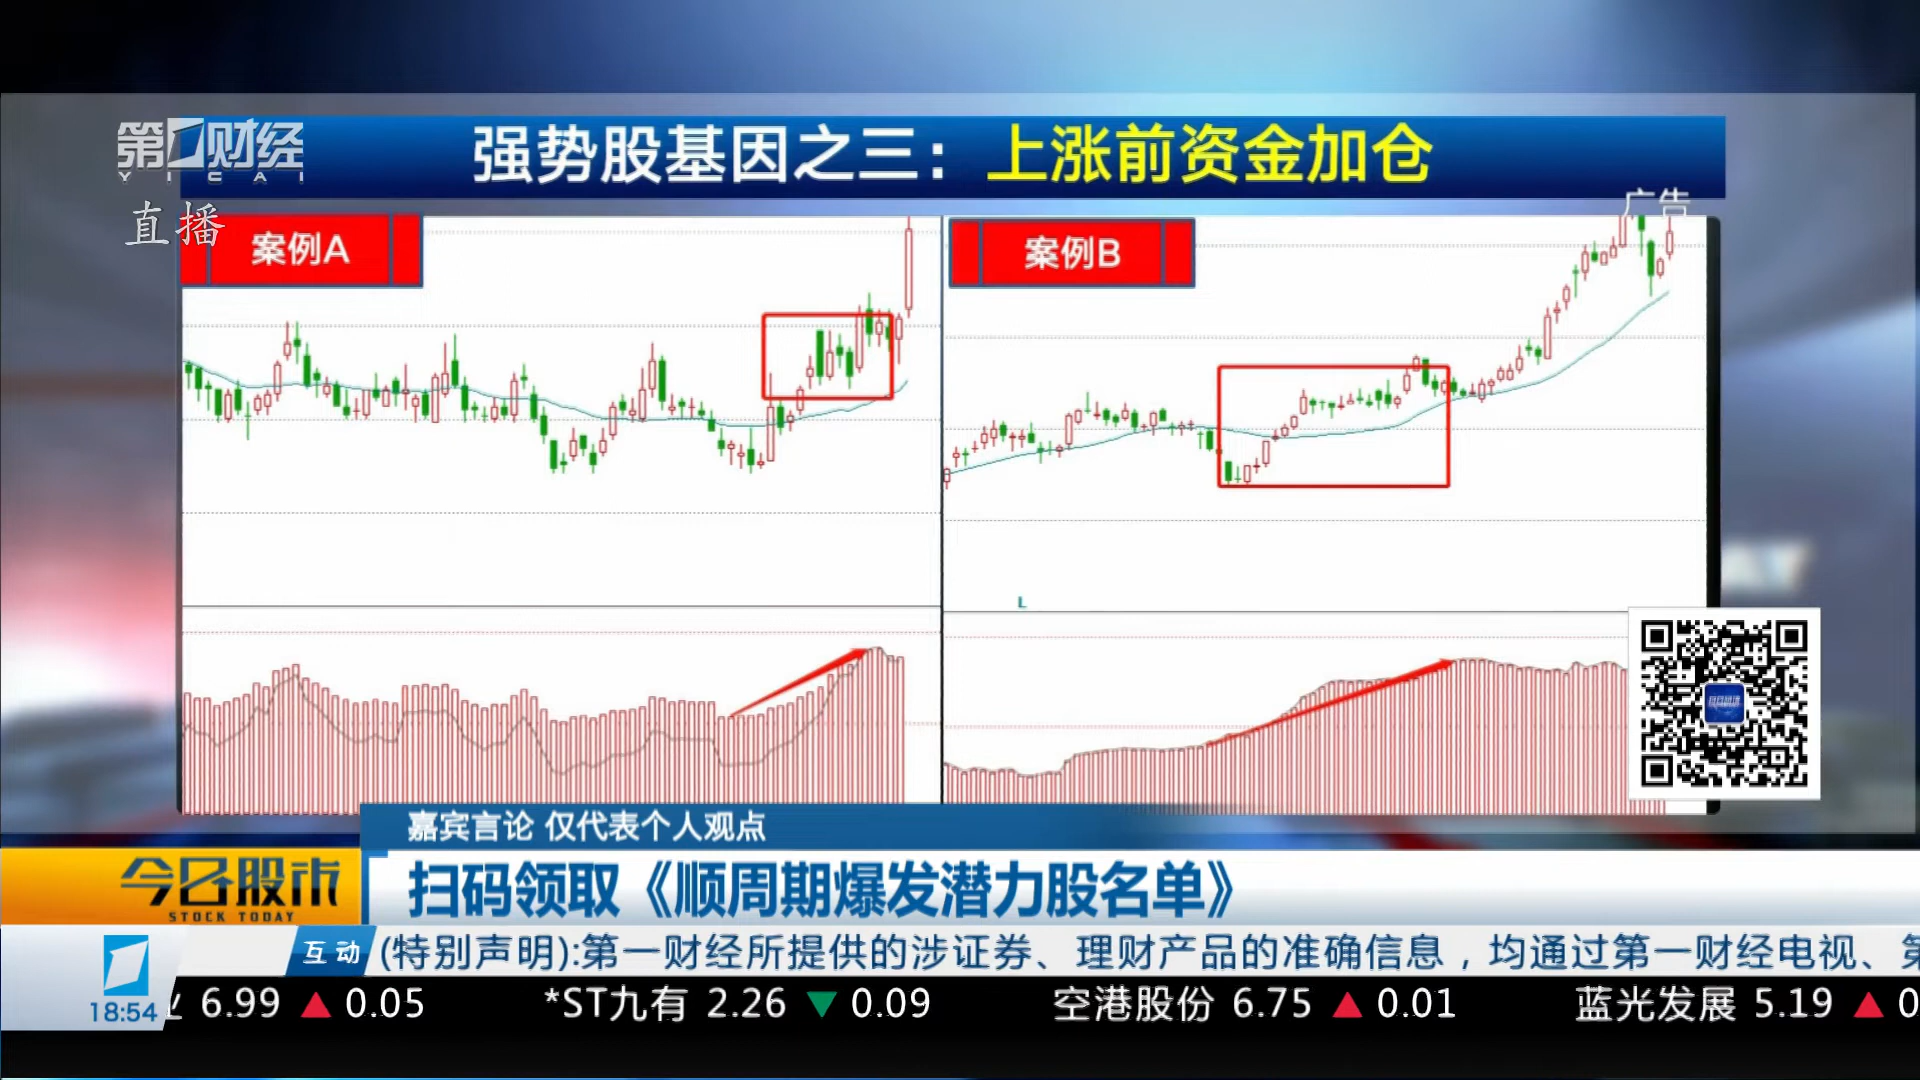 第1财经
YICAI
直播
强势股基因之三：上涨前资金加仓
广告
案例A
案例B
L
嘉宾言论 仅代表个人观点
今日股市
STOCK TODAY
扫码领取《顺周期爆发潜力股名单》
互动
(特别声明):第一财经所提供的涉证券、理财产品的准确信息，均通过第一财经电视、第
18:54
6.99 ▲ 0.05 *ST九有 2.26 ▼ 0.09 空港股份 6.75 ▲ 0.01 蓝光发展 5.19 ▲ 0